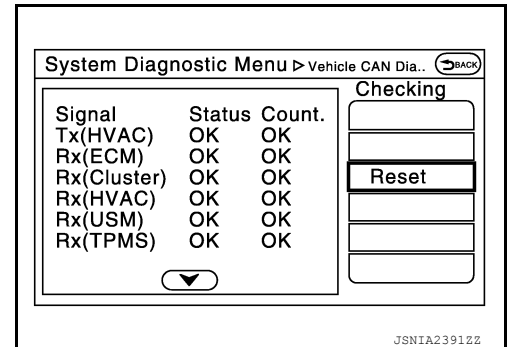 System Diagnostic Menu ▷ Vehicle CAN Dia.. BACK
Checking
Signal Status Count.
Tx(HVAC) OK OK
Rx(ECM) OK OK
Rx(Cluster) OK OK
Rx(HVAC) OK OK
Rx(USM) OK OK
Rx(TPMS) OK OK
Reset
JSNIA2391ZZ